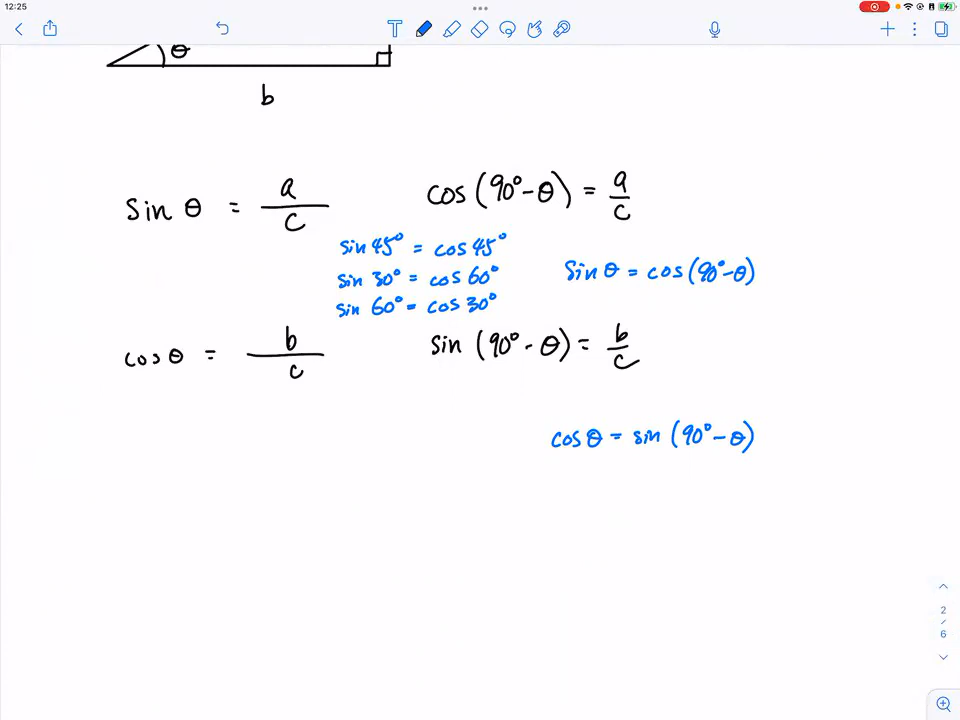 12:25
θ
b
sin θ = a/c
cos (90° - θ) = a/c
sin 45° = cos 45°
sin 30° = cos 60°
sin 60° = cos 30°
sin θ = cos (90° - θ)
cos θ = b/c
sin (90° - θ) = b/c
cos θ = sin (90° - θ)
2
/
6